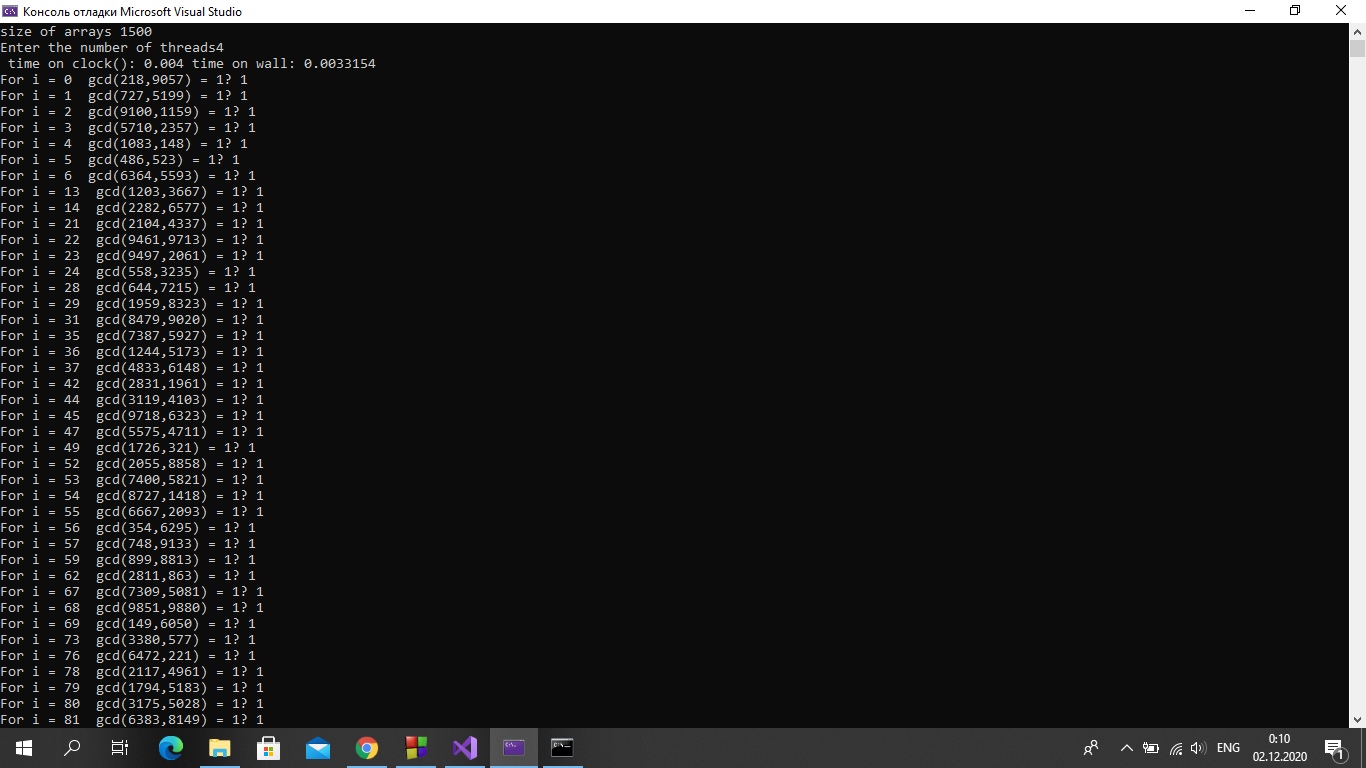 Консоль отладки Microsoft Visual Studio
size of arrays 1500
Enter the number of threads4
 time on clock(): 0.004 time on wall: 0.0033154
For i = 0  gcd(218,9057) = 1? 1
For i = 1  gcd(727,5199) = 1? 1
For i = 2  gcd(9100,1159) = 1? 1
For i = 3  gcd(5710,2357) = 1? 1
For i = 4  gcd(1083,148) = 1? 1
For i = 5  gcd(486,523) = 1? 1
For i = 6  gcd(6364,5593) = 1? 1
For i = 13  gcd(1203,3667) = 1? 1
For i = 14  gcd(2282,6577) = 1? 1
For i = 21  gcd(2104,4337) = 1? 1
For i = 22  gcd(9461,9713) = 1? 1
For i = 23  gcd(9497,2061) = 1? 1
For i = 24  gcd(558,3235) = 1? 1
For i = 28  gcd(644,7215) = 1? 1
For i = 29  gcd(1959,8323) = 1? 1
For i = 31  gcd(8479,9020) = 1? 1
For i = 35  gcd(7387,5927) = 1? 1
For i = 36  gcd(1244,5173) = 1? 1
For i = 37  gcd(4833,6148) = 1? 1
For i = 42  gcd(2831,1961) = 1? 1
For i = 44  gcd(3119,4103) = 1? 1
For i = 45  gcd(9718,6323) = 1? 1
For i = 47  gcd(5575,4711) = 1? 1
For i = 49  gcd(1726,321) = 1? 1
For i = 52  gcd(2055,8858) = 1? 1
For i = 53  gcd(7400,5821) = 1? 1
For i = 54  gcd(8727,1418) = 1? 1
For i = 55  gcd(6667,2093) = 1? 1
For i = 56  gcd(354,6295) = 1? 1
For i = 57  gcd(748,9133) = 1? 1
For i = 59  gcd(899,8813) = 1? 1
For i = 62  gcd(2811,863) = 1? 1
For i = 67  gcd(7309,5081) = 1? 1
For i = 68  gcd(9851,9880) = 1? 1
For i = 69  gcd(149,6050) = 1? 1
For i = 73  gcd(3380,577) = 1? 1
For i = 76  gcd(6472,221) = 1? 1
For i = 78  gcd(2117,4961) = 1? 1
For i = 79  gcd(1794,5183) = 1? 1
For i = 80  gcd(3175,5028) = 1? 1
For i = 81  gcd(6383,8149) = 1? 1
ENG
0:10
02.12.2020
1